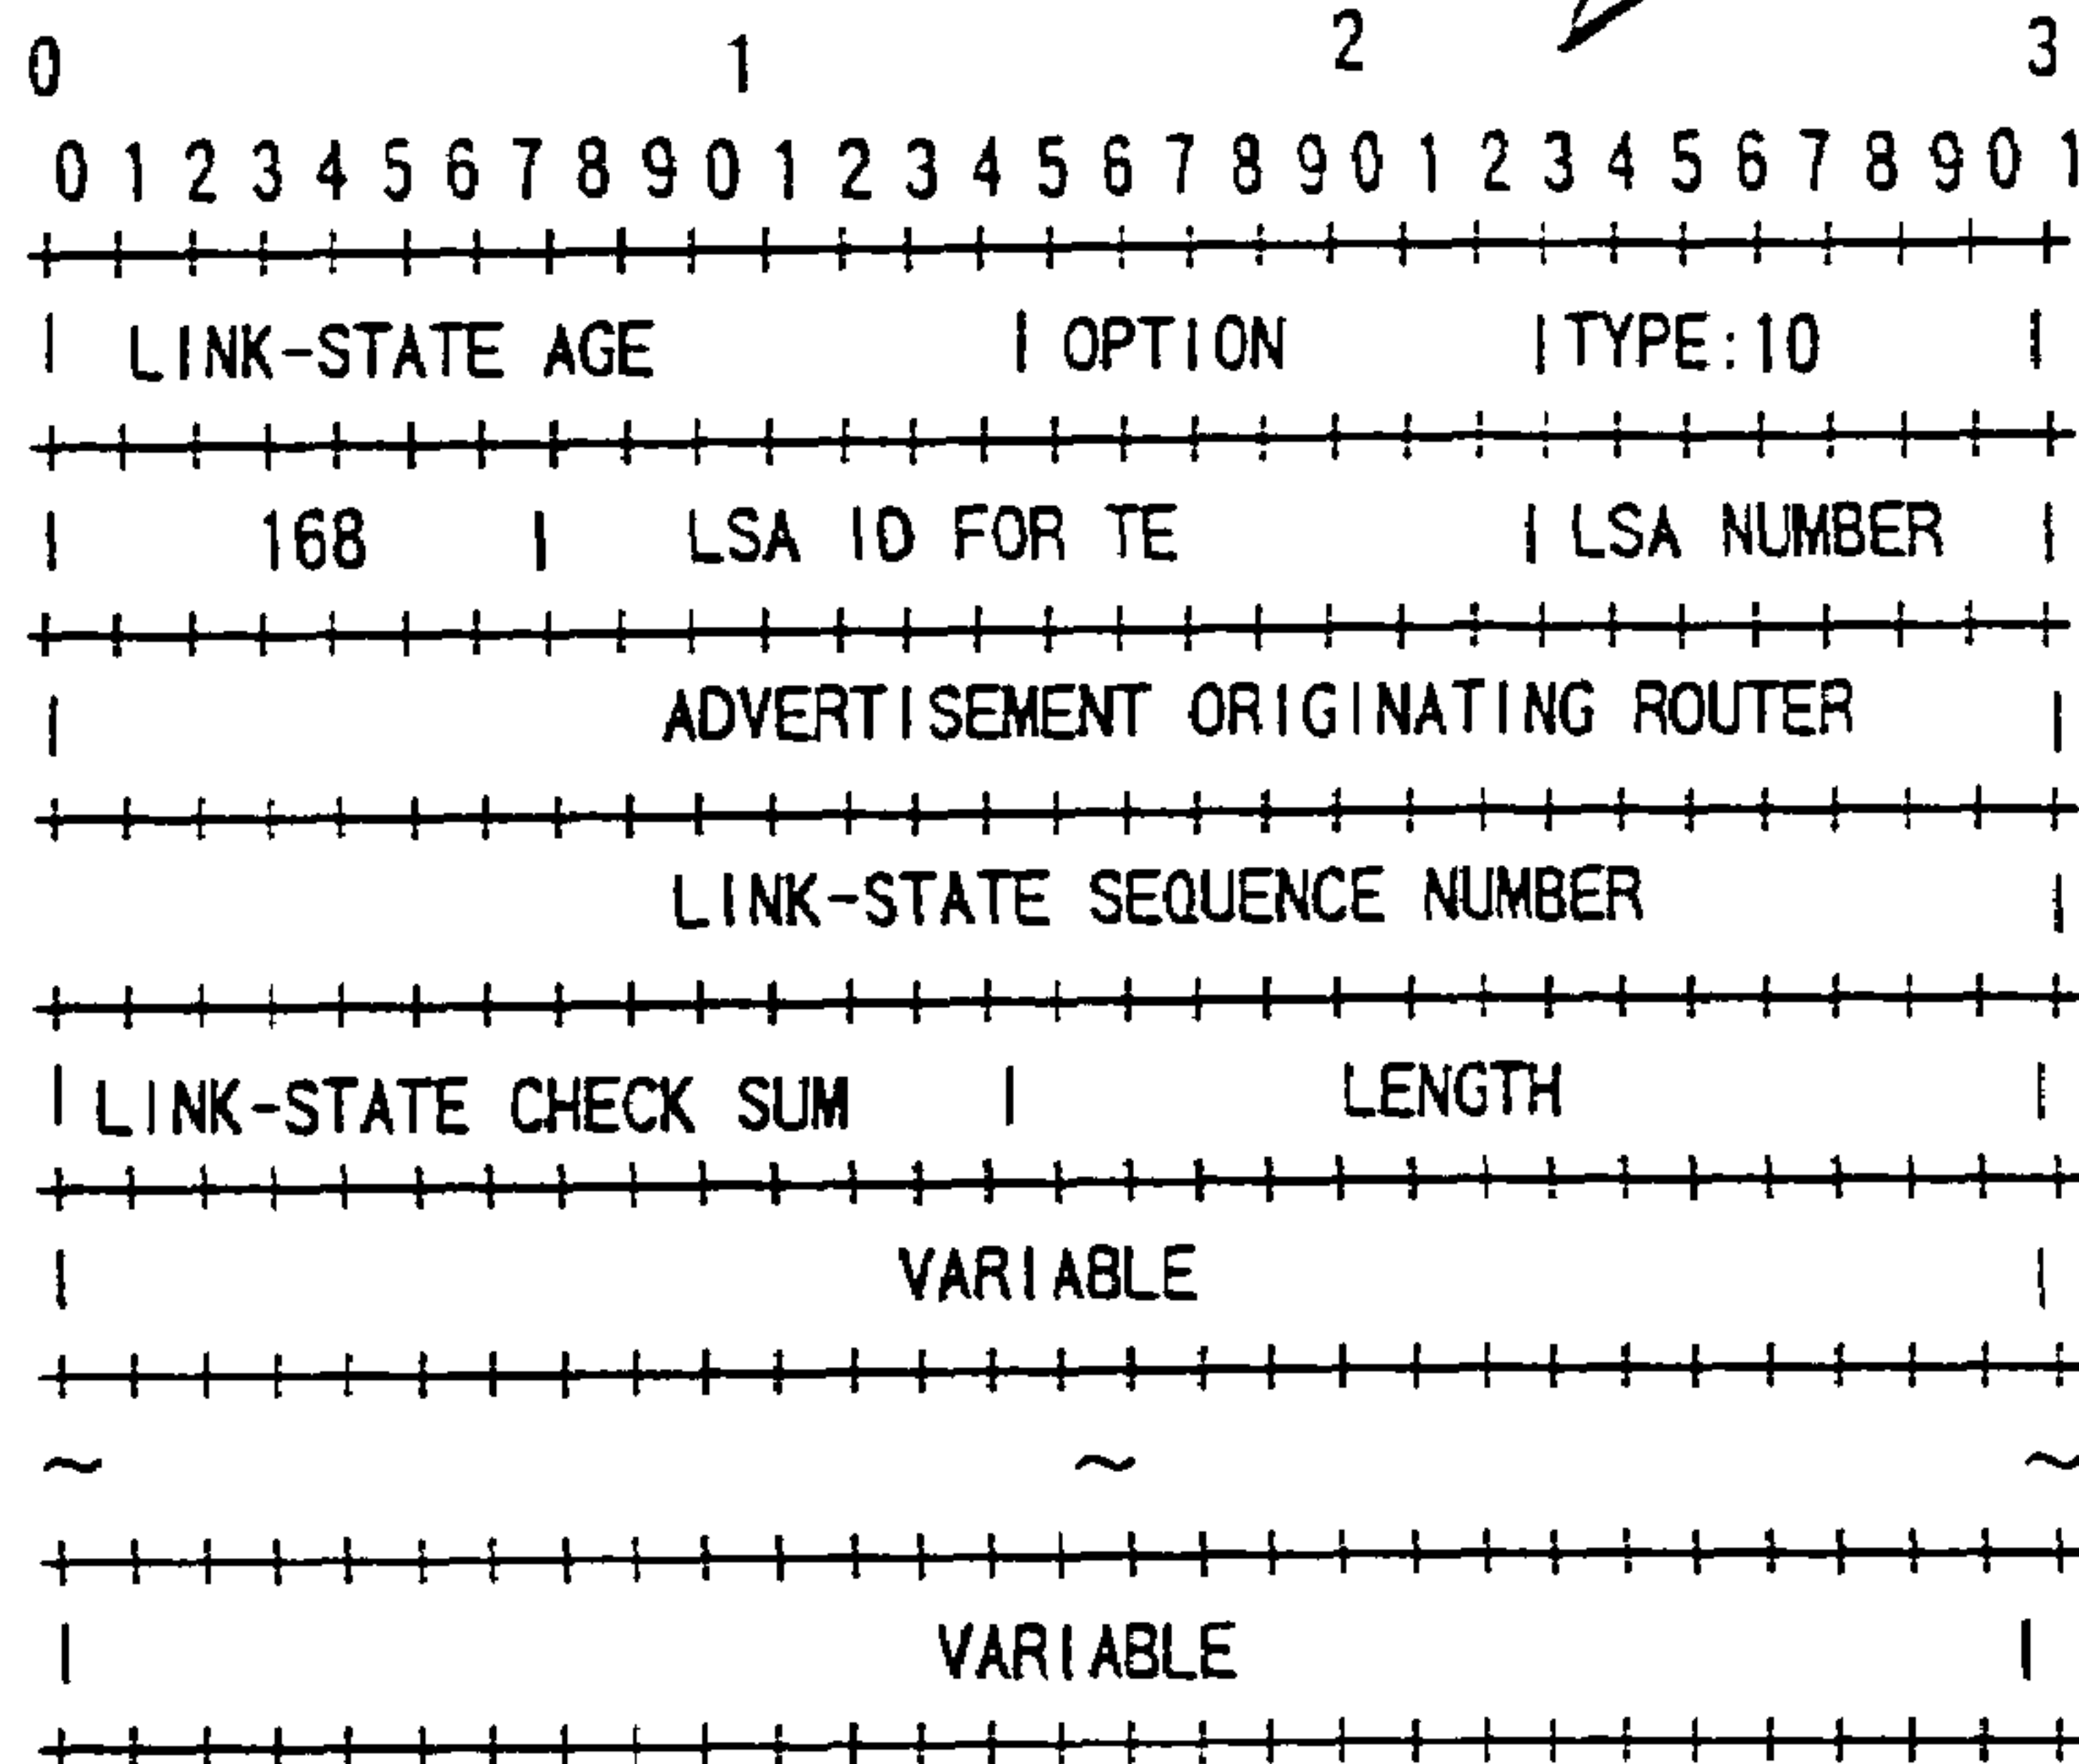 0 1 2 3
0 1 2 3 4 5 6 7 8 9 0 1 2 3 4 5 6 7 8 9 0 1 2 3 4 5 6 7 8 9 0 1
| LINK-STATE AGE | OPTION | TYPE:10 |
| 168 | LSA ID FOR TE | LSA NUMBER |
| ADVERTISEMENT ORIGINATING ROUTER |
LINK-STATE SEQUENCE NUMBER |
| LINK-STATE CHECK SUM | LENGTH |
| VARIABLE |
~ ~ ~
| VARIABLE |